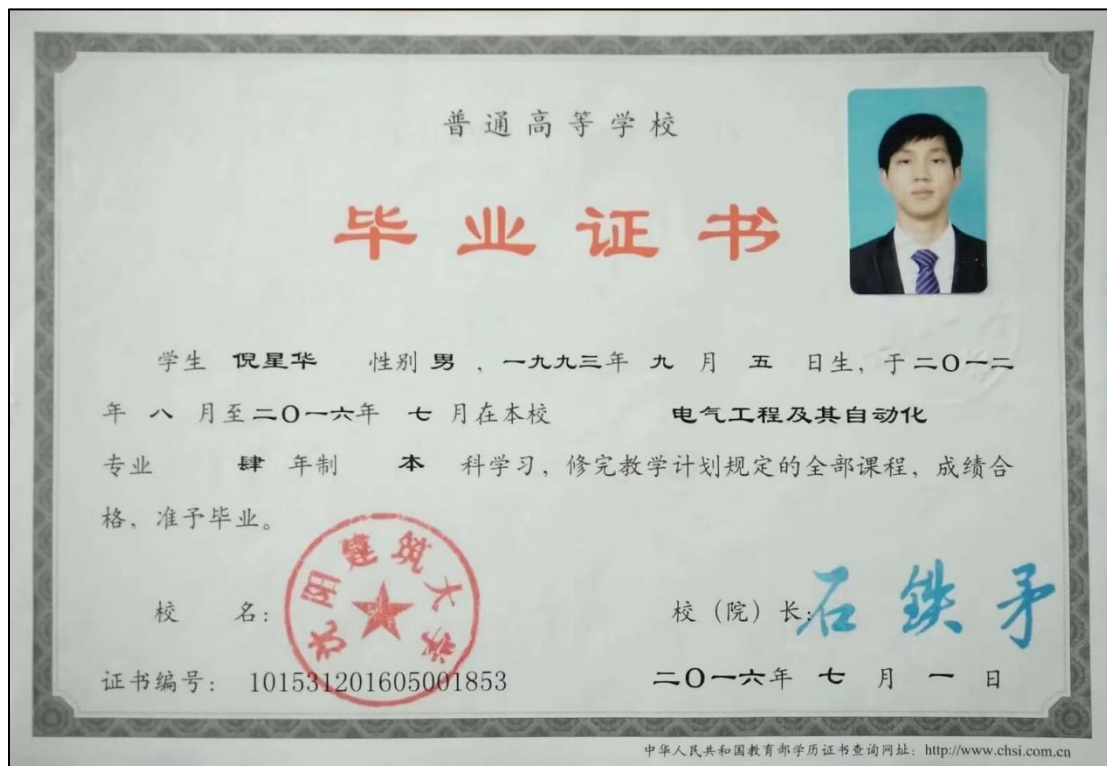 普通高等学校
毕业证书
学生 倪星华 性别 男 ，一九九三年 九 月 五 日生，于二〇一二
年 八 月至二〇一六年 七 月在本校 电气工程及其自动化
专业 肆 年制 本 科学习，修完教学计划规定的全部课程，成绩合
格，准予毕业。
沈阳建筑大学
校 名： 校（院）长：石铁矛
证书编号： 101531201605001853 二〇一六年 七 月 一 日
中华人民共和国教育部学历证书查询网址：http://www.chsi.com.cn